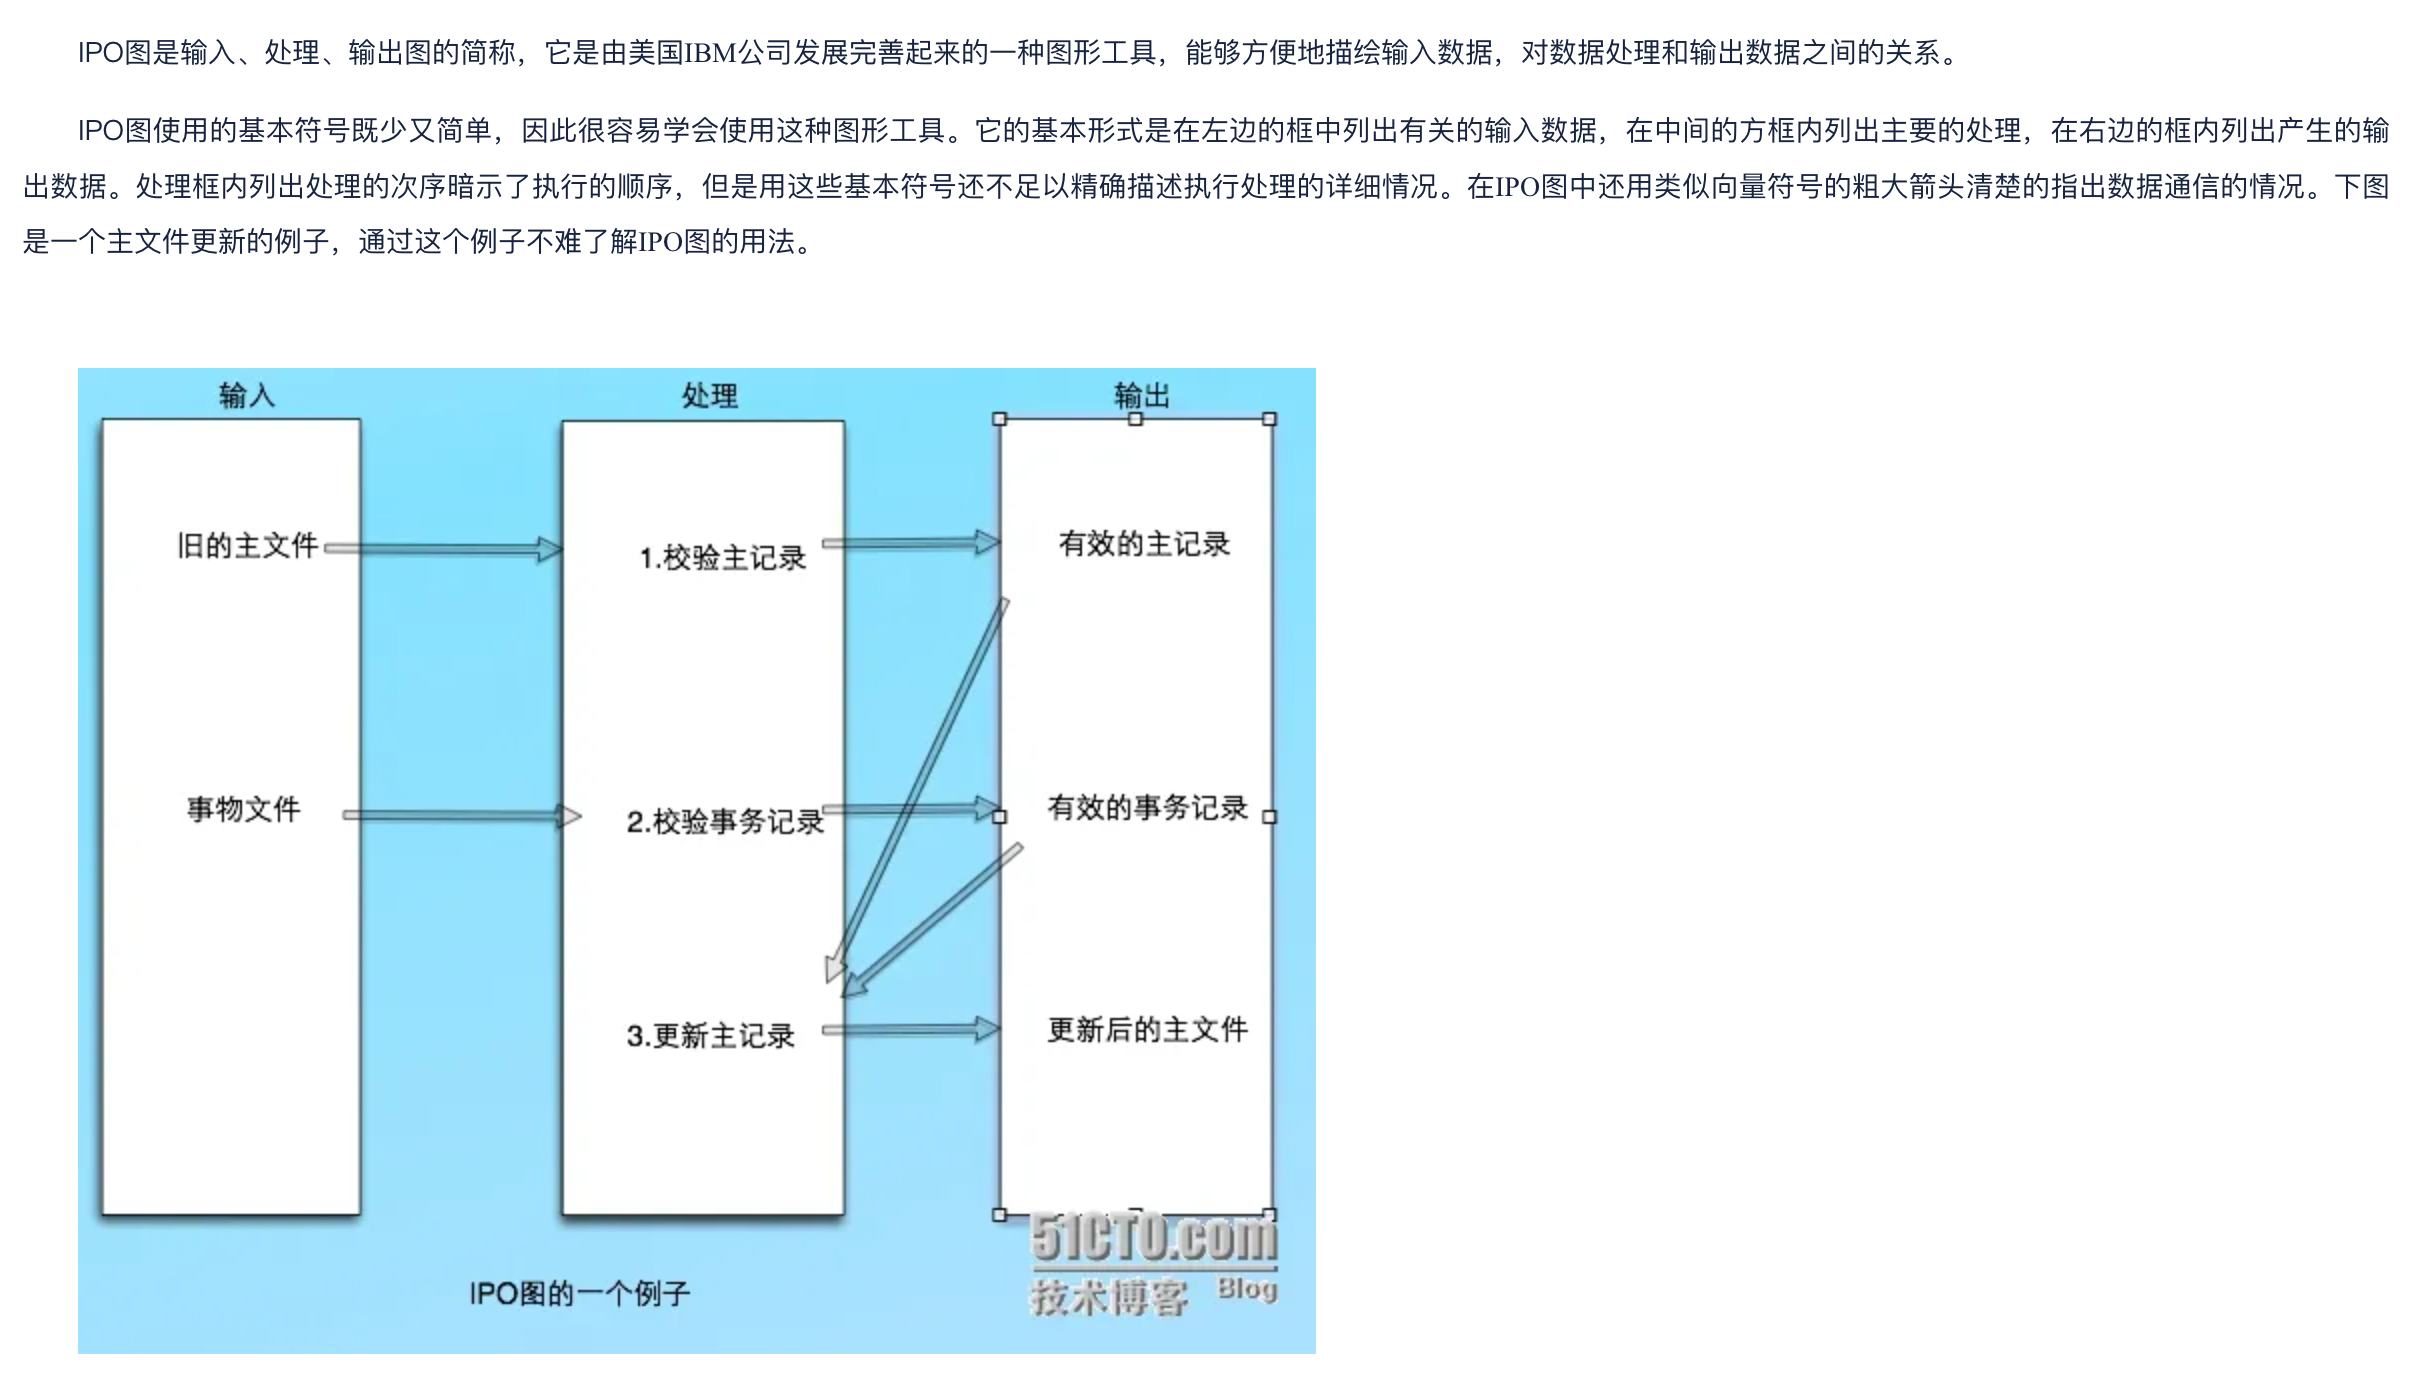 IPO图是输入、处理、输出图的简称，它是由美国IBM公司发展完善起来的一种图形工具，能够方便地描绘输入数据，对数据处理和输出数据之间的关系。
IPO图使用的基本符号既少又简单，因此很容易学会使用这种图形工具。它的基本形式是在左边的框中列出有关的输入数据，在中间的方框内列出主要的处理，在右边的框内列出产生的输
出数据。处理框内列出处理的次序暗示了执行的顺序，但是用这些基本符号还不足以精确描述执行处理的详细情况。在IPO图中还用类似向量符号的粗大箭头清楚的指出数据通信的情况。下图
是一个主文件更新的例子，通过这个例子不难了解IPO图的用法。
输入
处理
输出
旧的主文件
1.校验主记录
有效的主记录
事物文件
2.校验事务记录
有效的事务记录
3.更新主记录
更新后的主文件
IPO图的一个例子
51CTO.com
技术博客 Blog